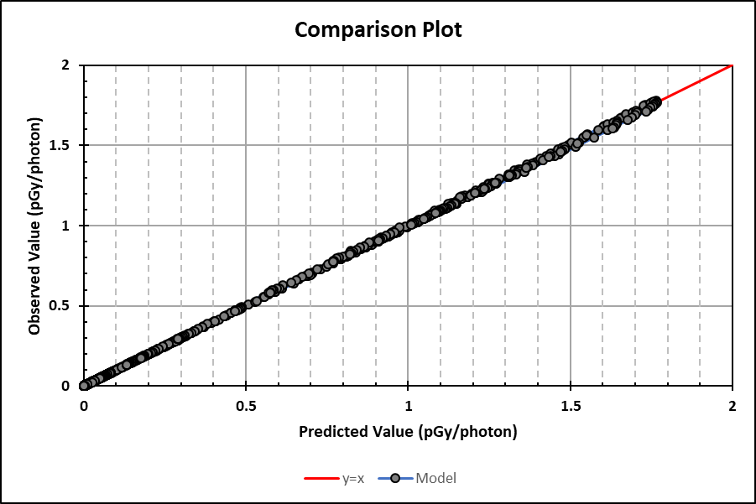 Comparison Plot
Observed Value (pGy/photon)
2
1.5
1
0.5
0
0 0.5 1 1.5 2
Predicted Value (pGy/photon)
y=x Model